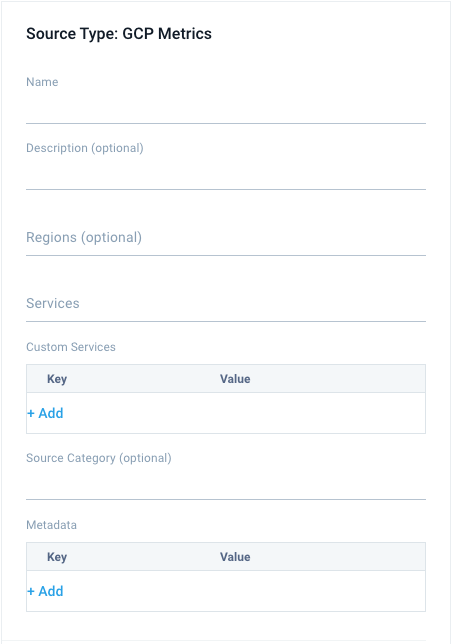 Source Type: GCP Metrics
Name
Description (optional)
Regions (optional)
Services
Custom Services
Key Value
+ Add
Source Category (optional)
Metadata
Key Value
+ Add